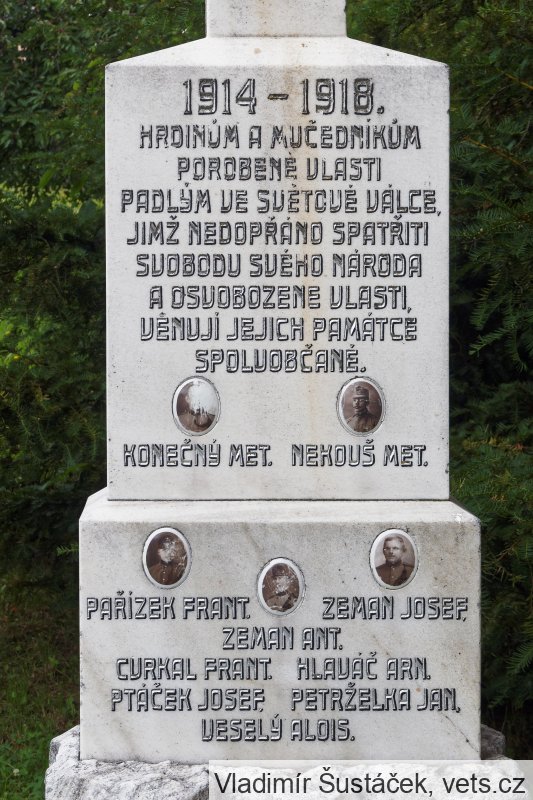 1914 – 1918.
HRDINŮM A MUČEDNÍKŮM
POROBENÉ VLASTI
PADLÝM VE SVĚTOVÉ VÁLCE,
JIMŽ NEDOPŘÁNO SPATŘITI
SVOBODU SVÉHO NÁRODA
A OSVOBOZENÉ VLASTI,
VĚNUJÍ JEJICH PAMÁTCE
SPOLUOBČANÉ.
KONEČNÝ MET. NEKOUŠ MET.
PAŘÍZEK FRANT. ZEMAN JOSEF,
ZEMAN ANT.
CVRKAL FRANT. HLAVÁČ ARN.
PTÁČEK JOSEF, PETRŽELKA JAN,
VESELÝ ALOIS.
Vladimír Šustáček, vets.cz